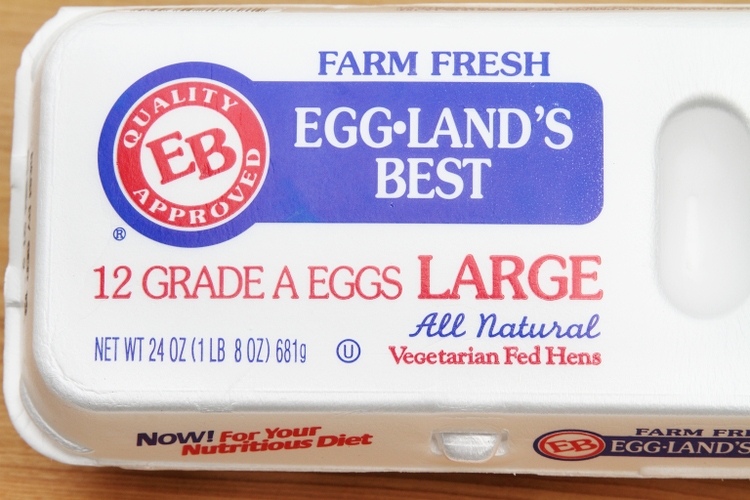 FARM FRESH
QUALITY
EB
APPROVED
®
EGG•LAND'S
BEST
12 GRADE A EGGS LARGE
All Natural
NET WT 24 OZ (1 LB 8 OZ) 681g U Vegetarian Fed Hens
NOW! For Your
Nutritious Diet
EB
FARM
EGG•LAND'S